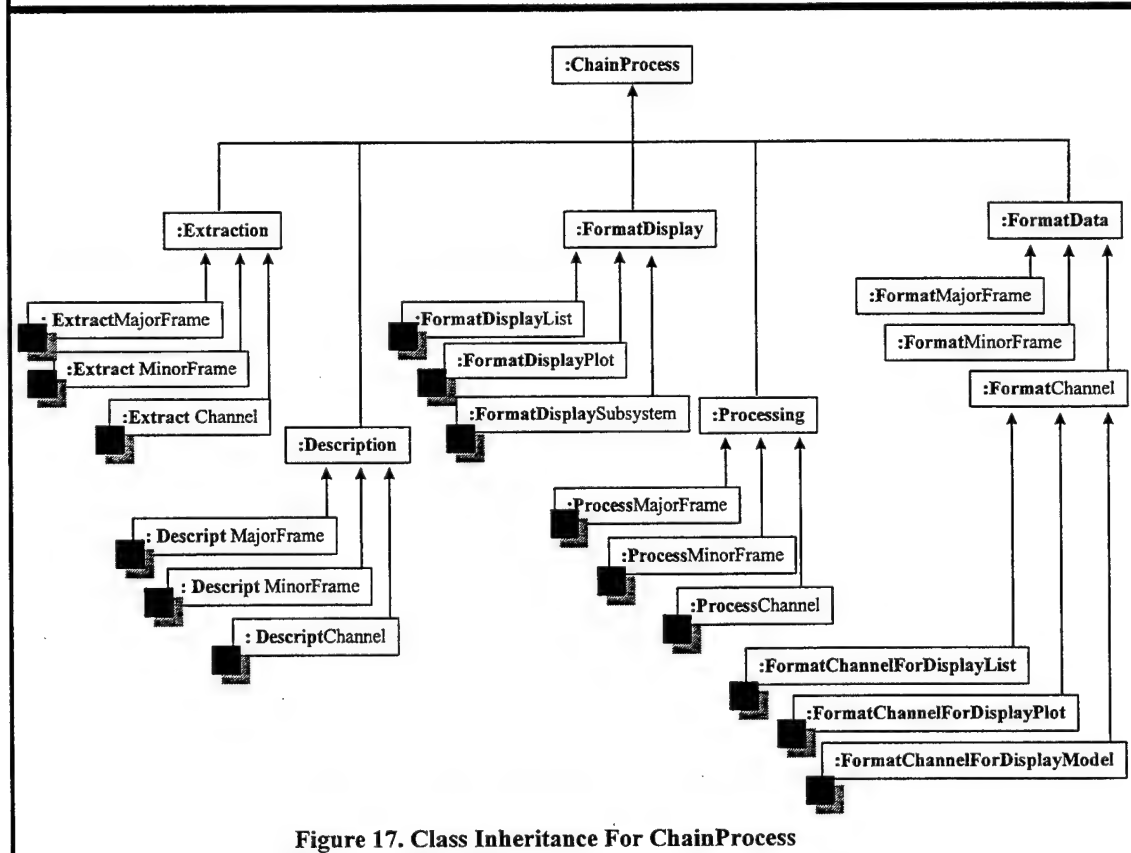 :ChainProcess
:Extraction
:FormatDisplay
:FormatData
: ExtractMajorFrame
:Extract MinorFrame
:Extract Channel
:Description
: Descript MajorFrame
: Descript MinorFrame
: DescriptChannel
:FormatDisplayList
:FormatDisplayPlot
:FormatDisplaySubsystem
:Processing
:ProcessMajorFrame
:ProcessMinorFrame
:ProcessChannel
:FormatMajorFrame
:FormatMinorFrame
:FormatChannel
:FormatChannelForDisplayList
:FormatChannelForDisplayPlot
:FormatChannelForDisplayModel
Figure 17. Class Inheritance For ChainProcess